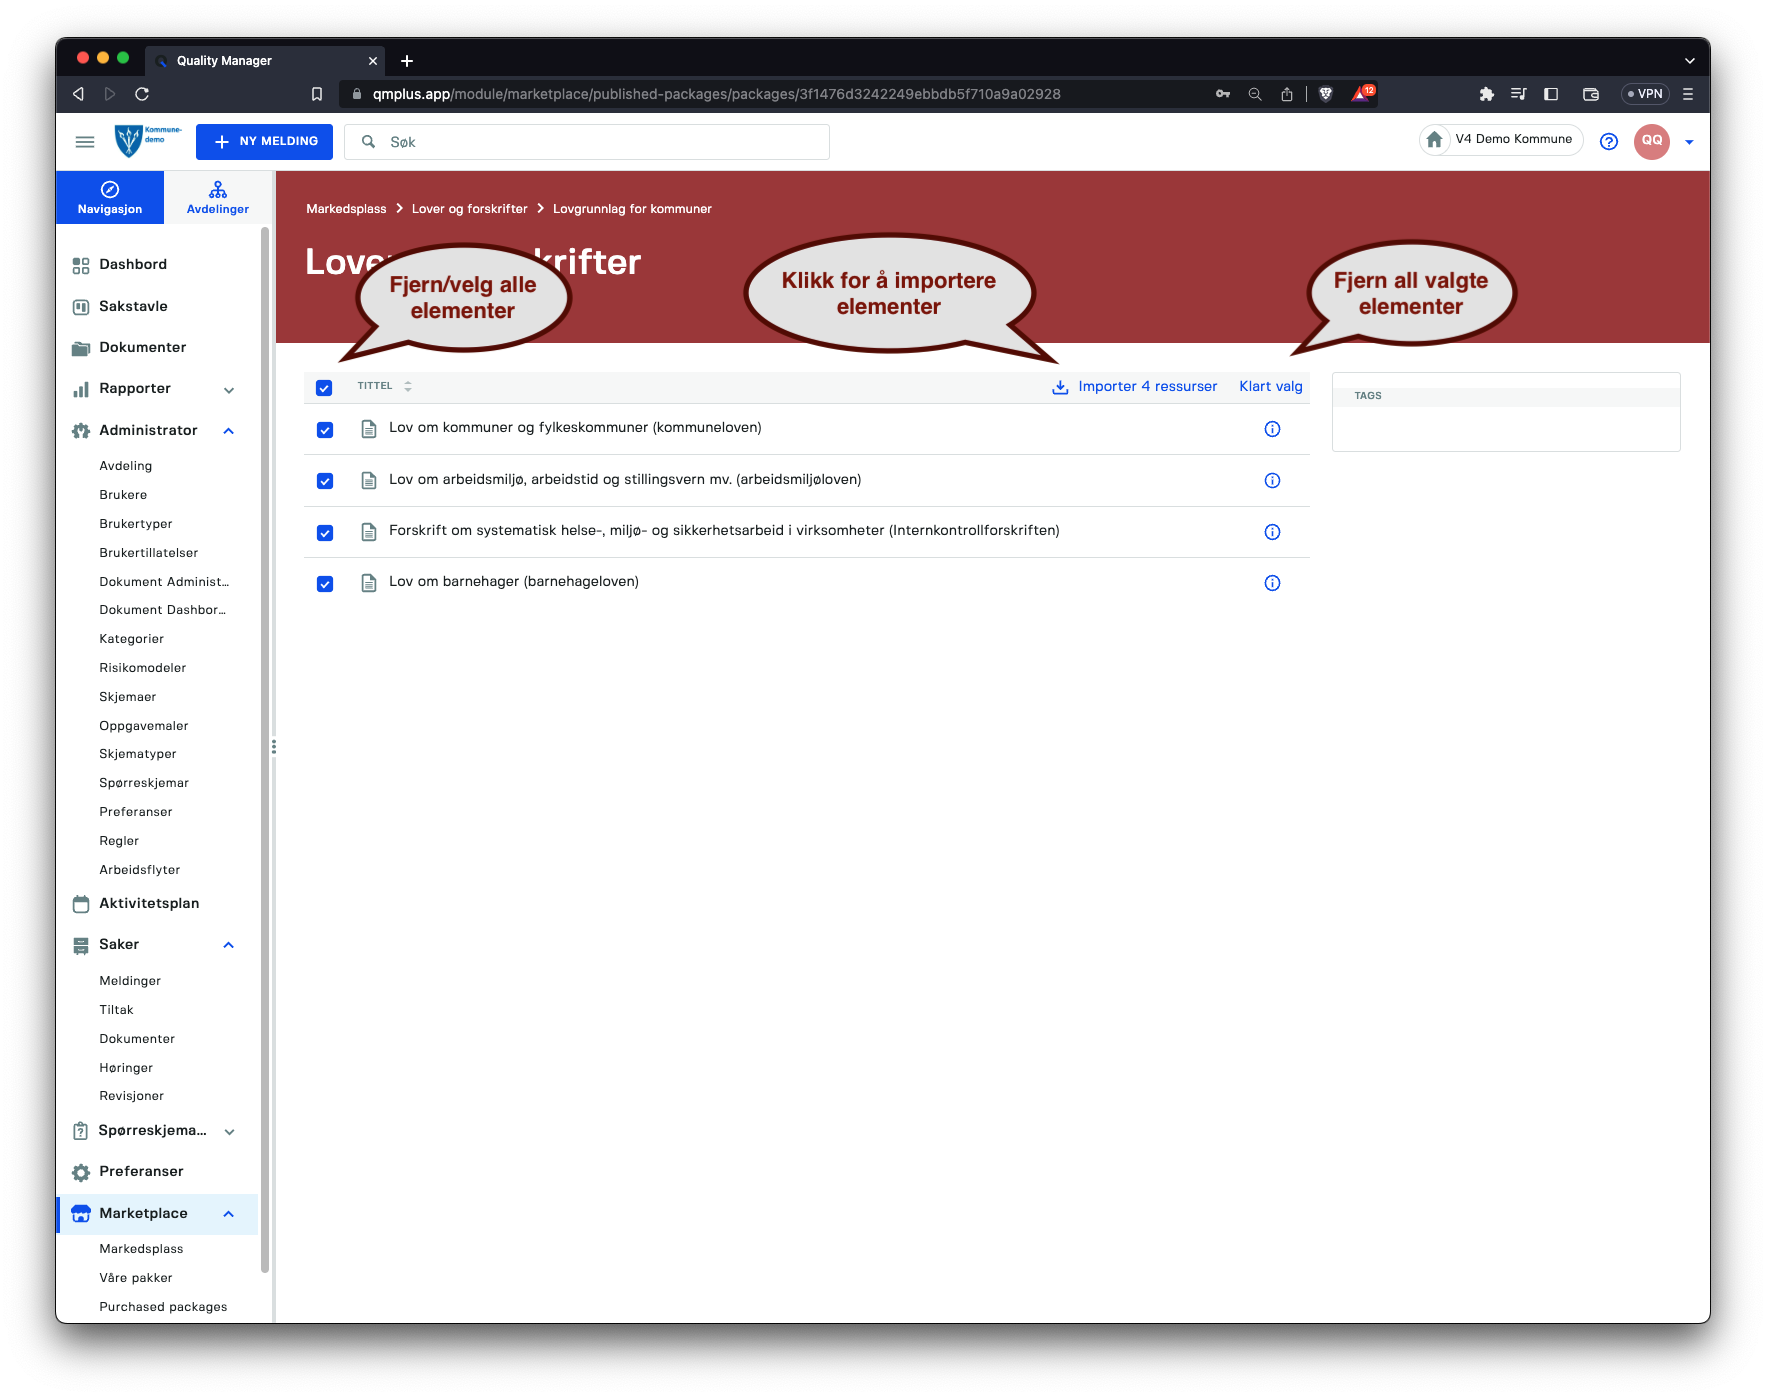 Quality Manager
qmplus.app/module/marketplace/published-packages/packages/3f1476d3242249ebbdb5f710a9a02928
12
VPN
Kommune-
demo
NY MELDING
Søk
V4 Demo Kommune
QQ
Navigasjon
Avdelinger
Dashbord
Sakstavle
Dokumenter
Rapporter
Administrator
Avdeling
Brukere
Brukertyper
Brukertillatelser
Dokument Administ...
Dokument Dashbor...
Kategorier
Risikomodeler
Skjemaer
Oppgavemaler
Skjematyper
Spørreskjemar
Preferanser
Regler
Arbeidsflyter
Aktivitetsplan
Saker
Meldinger
Tiltak
Dokumenter
Høringer
Revisjoner
Spørreskjema...
Preferanser
Marketplace
Markedsplass
Våre pakker
Purchased packages
Markedsplass > Lover og forskrifter > Lovgrunnlag for kommuner
Love krifter
Fjern/velg alle
elementer
Klikk for å importere
elementer
Fjern all valgte
elementer
TITTEL
Importer 4 ressurser
Klart valg
Lov om kommuner og fylkeskommuner (kommuneloven)
Lov om arbeidsmiljø, arbeidstid og stillingsvern mv. (arbeidsmiljøloven)
Forskrift om systematisk helse-, miljø- og sikkerhetsarbeid i virksomheter (Internkontrollforskriften)
Lov om barnehager (barnehageloven)
TAGS